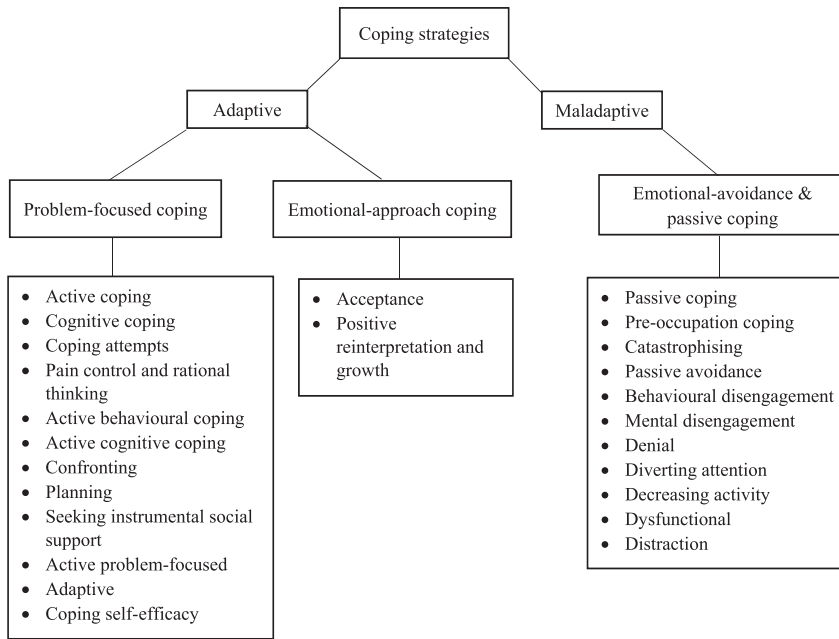 Coping strategies
Adaptive
Maladaptive
Problem-focused coping
Emotional-approach coping
Emotional-avoidance &
passive coping
• Active coping
• Cognitive coping
• Coping attempts
• Pain control and rational
thinking
• Active behavioural coping
• Active cognitive coping
• Confronting
• Planning
• Seeking instrumental social
support
• Active problem-focused
• Adaptive
• Coping self-efficacy
• Acceptance
• Positive
reinterpretation and
growth
• Passive coping
• Pre-occupation coping
• Catastrophising
• Passive avoidance
• Behavioural disengagement
• Mental disengagement
• Denial
• Diverting attention
• Decreasing activity
• Dysfunctional
• Distraction